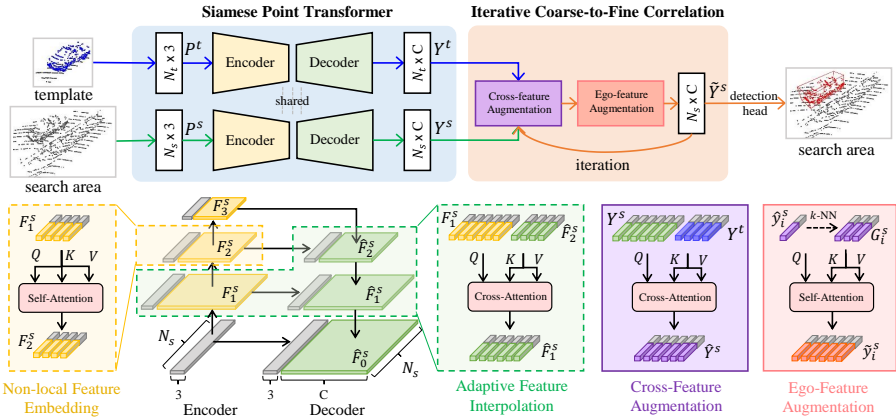 Siamese Point Transformer
Iterative Coarse-to-Fine Correlation
template
N_t x 3
P^t
Encoder
Decoder
N_t x C
Y^t
shared
search area
N_s x 3
P^s
Encoder
Decoder
N_s x C
Y^s
Cross-feature
Augmentation
Ego-feature
Augmentation
N_s x C
Ỹ^s
detection
head
iteration
search area
F_1^s
Q
K
V
Self-Attention
F_2^s
Non-local Feature
Embedding
F_3^s
F_2^s
F_1^s
N_s
3
Encoder
F̂_2^s
F̂_1^s
F̂_0^s
N_s
3
C
Decoder
F_1^s
F̂_2^s
Q
K
V
Cross-Attention
F̂_1^s
Adaptive Feature
Interpolation
Y^s
Y^t
Q
K
V
Cross-Attention
Ŷ^s
Cross-Feature
Augmentation
ŷ_i^s
k-NN
G_i^s
Q
K
V
Self-Attention
ỹ_i^s
Ego-Feature
Augmentation